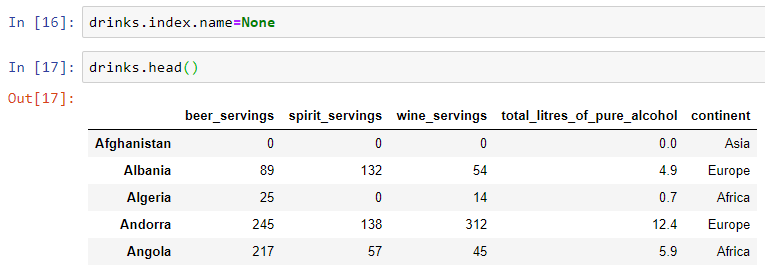 In [16]: drinks.index.name=None
In [17]: drinks.head()
Out[17]:
beer_servings spirit_servings wine_servings total_litres_of_pure_alcohol continent
Afghanistan 0 0 0 0.0 Asia
Albania 89 132 54 4.9 Europe
Algeria 25 0 14 0.7 Africa
Andorra 245 138 312 12.4 Europe
Angola 217 57 45 5.9 Africa